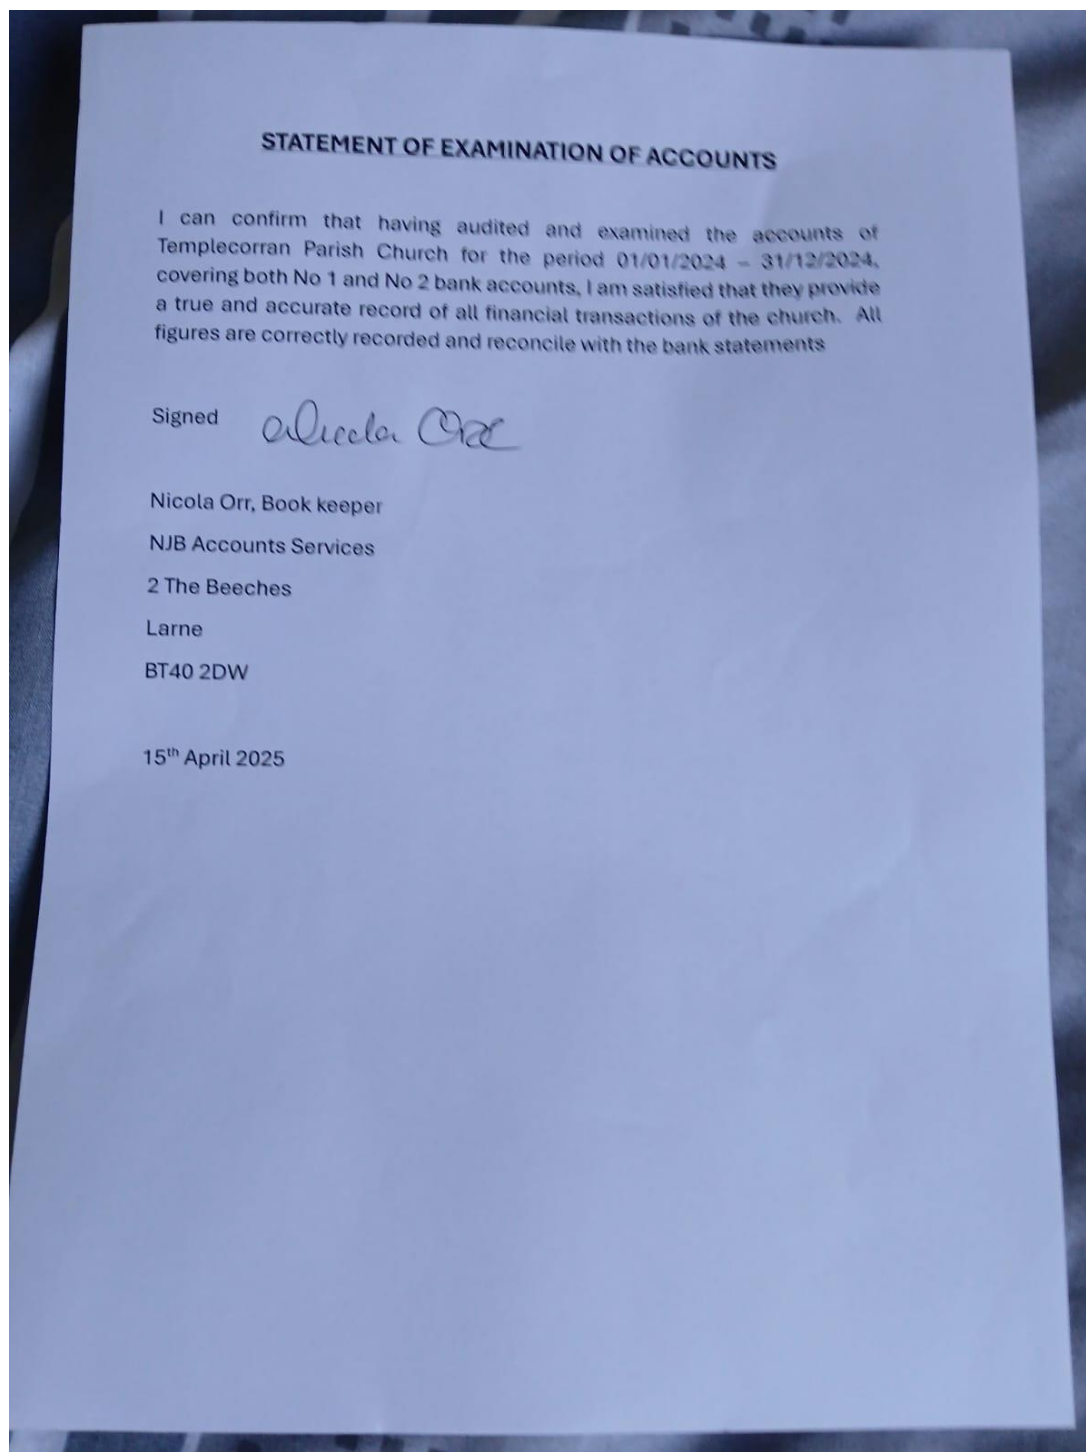 STATEMENT OF EXAMINATION OF ACCOUNTS
I can confirm that having audited and examined the accounts of
Templecorran Parish Church for the period 01/01/2024 – 31/12/2024,
covering both No 1 and No 2 bank accounts, I am satisfied that they provide
a true and accurate record of all financial transactions of the church. All
figures are correctly recorded and reconcile with the bank statements
Signed Nicola Orr
Nicola Orr, Book keeper
NJB Accounts Services
2 The Beeches
Larne
BT40 2DW
15th April 2025